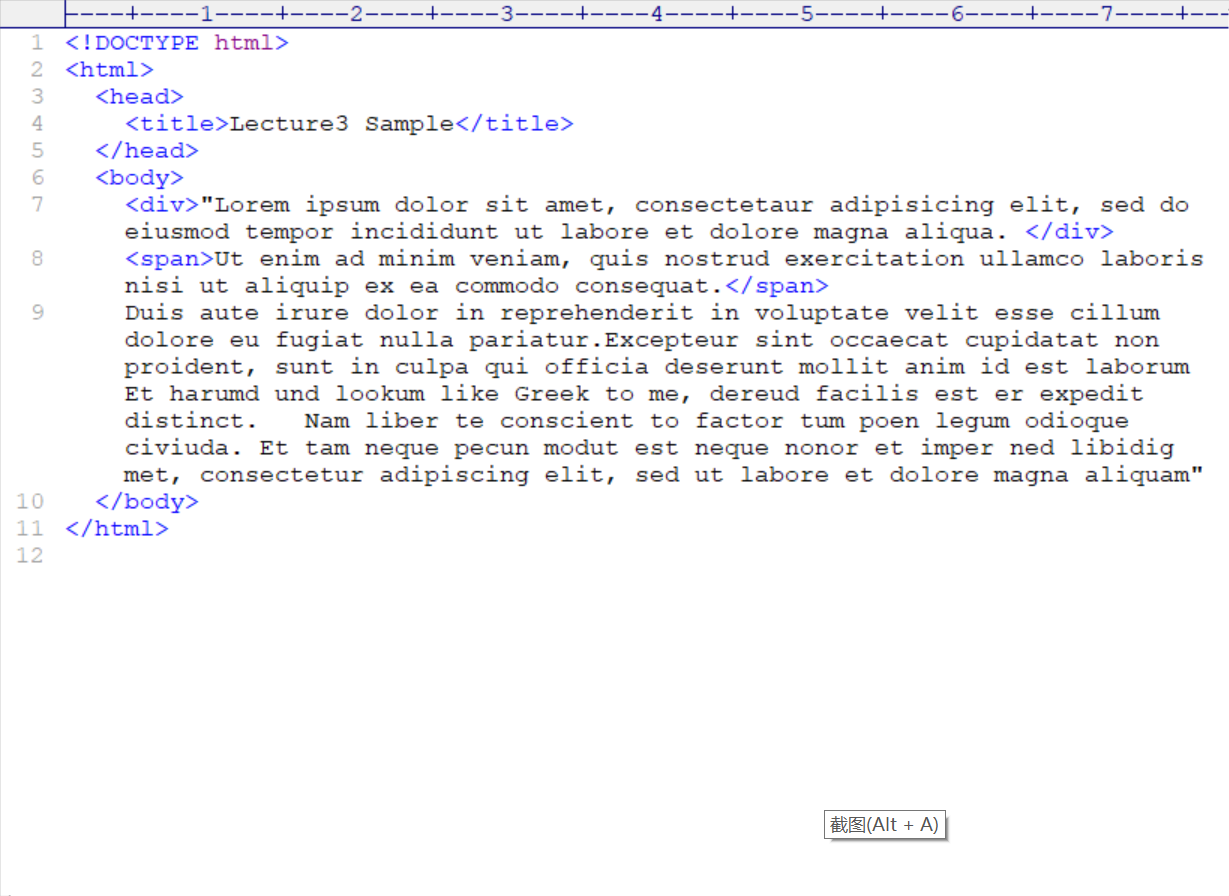 ----+----1----+----2----+----3----+----4----+----5----+----6----+----7----+--
1 <!DOCTYPE html>
2 <html>
3   <head>
4     <title>Lecture3 Sample</title>
5   </head>
6   <body>
7     <div>"Lorem ipsum dolor sit amet, consectetaur adipisicing elit, sed do
eiusmod tempor incididunt ut labore et dolore magna aliqua. </div>
8     <span>Ut enim ad minim veniam, quis nostrud exercitation ullamco laboris
nisi ut aliquip ex ea commodo consequat.</span>
9     Duis aute irure dolor in reprehenderit in voluptate velit esse cillum
dolore eu fugiat nulla pariatur.Excepteur sint occaecat cupidatat non
proident, sunt in culpa qui officia deserunt mollit anim id est laborum
Et harumd und lookum like Greek to me, dereud facilis est er expedit
distinct.   Nam liber te conscient to factor tum poen legum odioque
civiuda. Et tam neque pecun modut est neque nonor et imper ned libidig
met, consectetur adipiscing elit, sed ut labore et dolore magna aliquam"
10   </body>
11 </html>
12
截图(Alt + A)